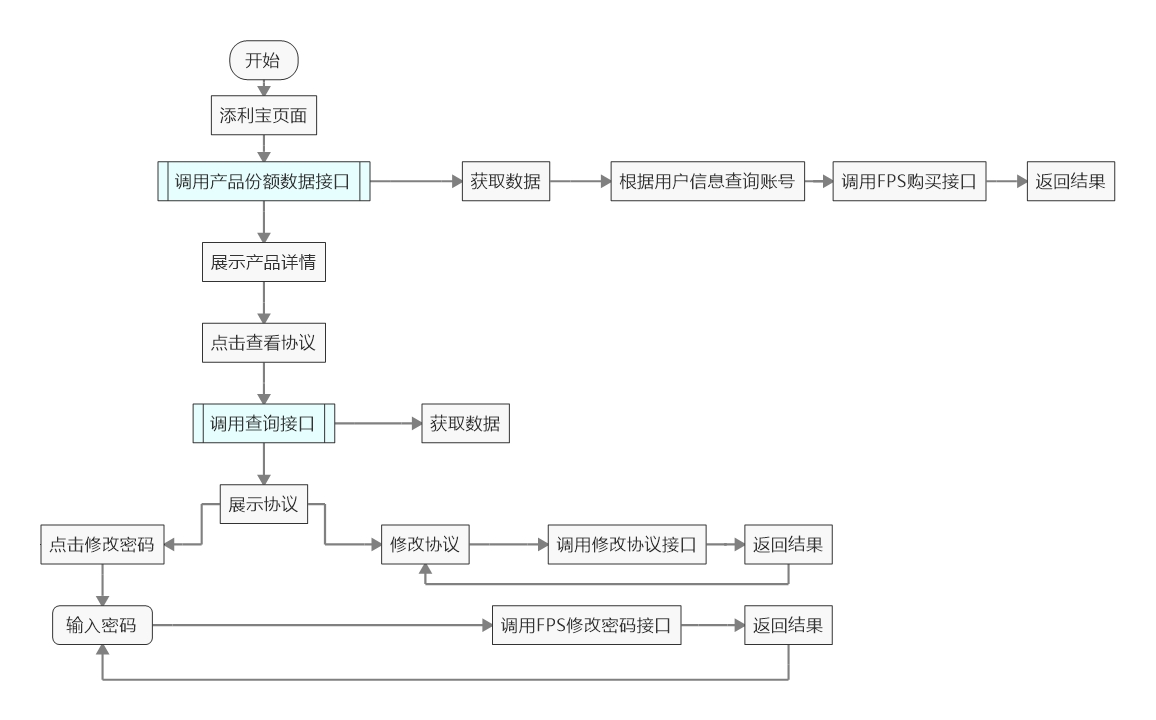 开始
添利宝页面
调用产品份额数据接口
获取数据
根据用户信息查询账号
调用FPS购买接口
返回结果
展示产品详情
点击查看协议
调用查询接口
获取数据
展示协议
点击修改密码
修改协议
调用修改协议接口
返回结果
输入密码
调用FPS修改密码接口
返回结果